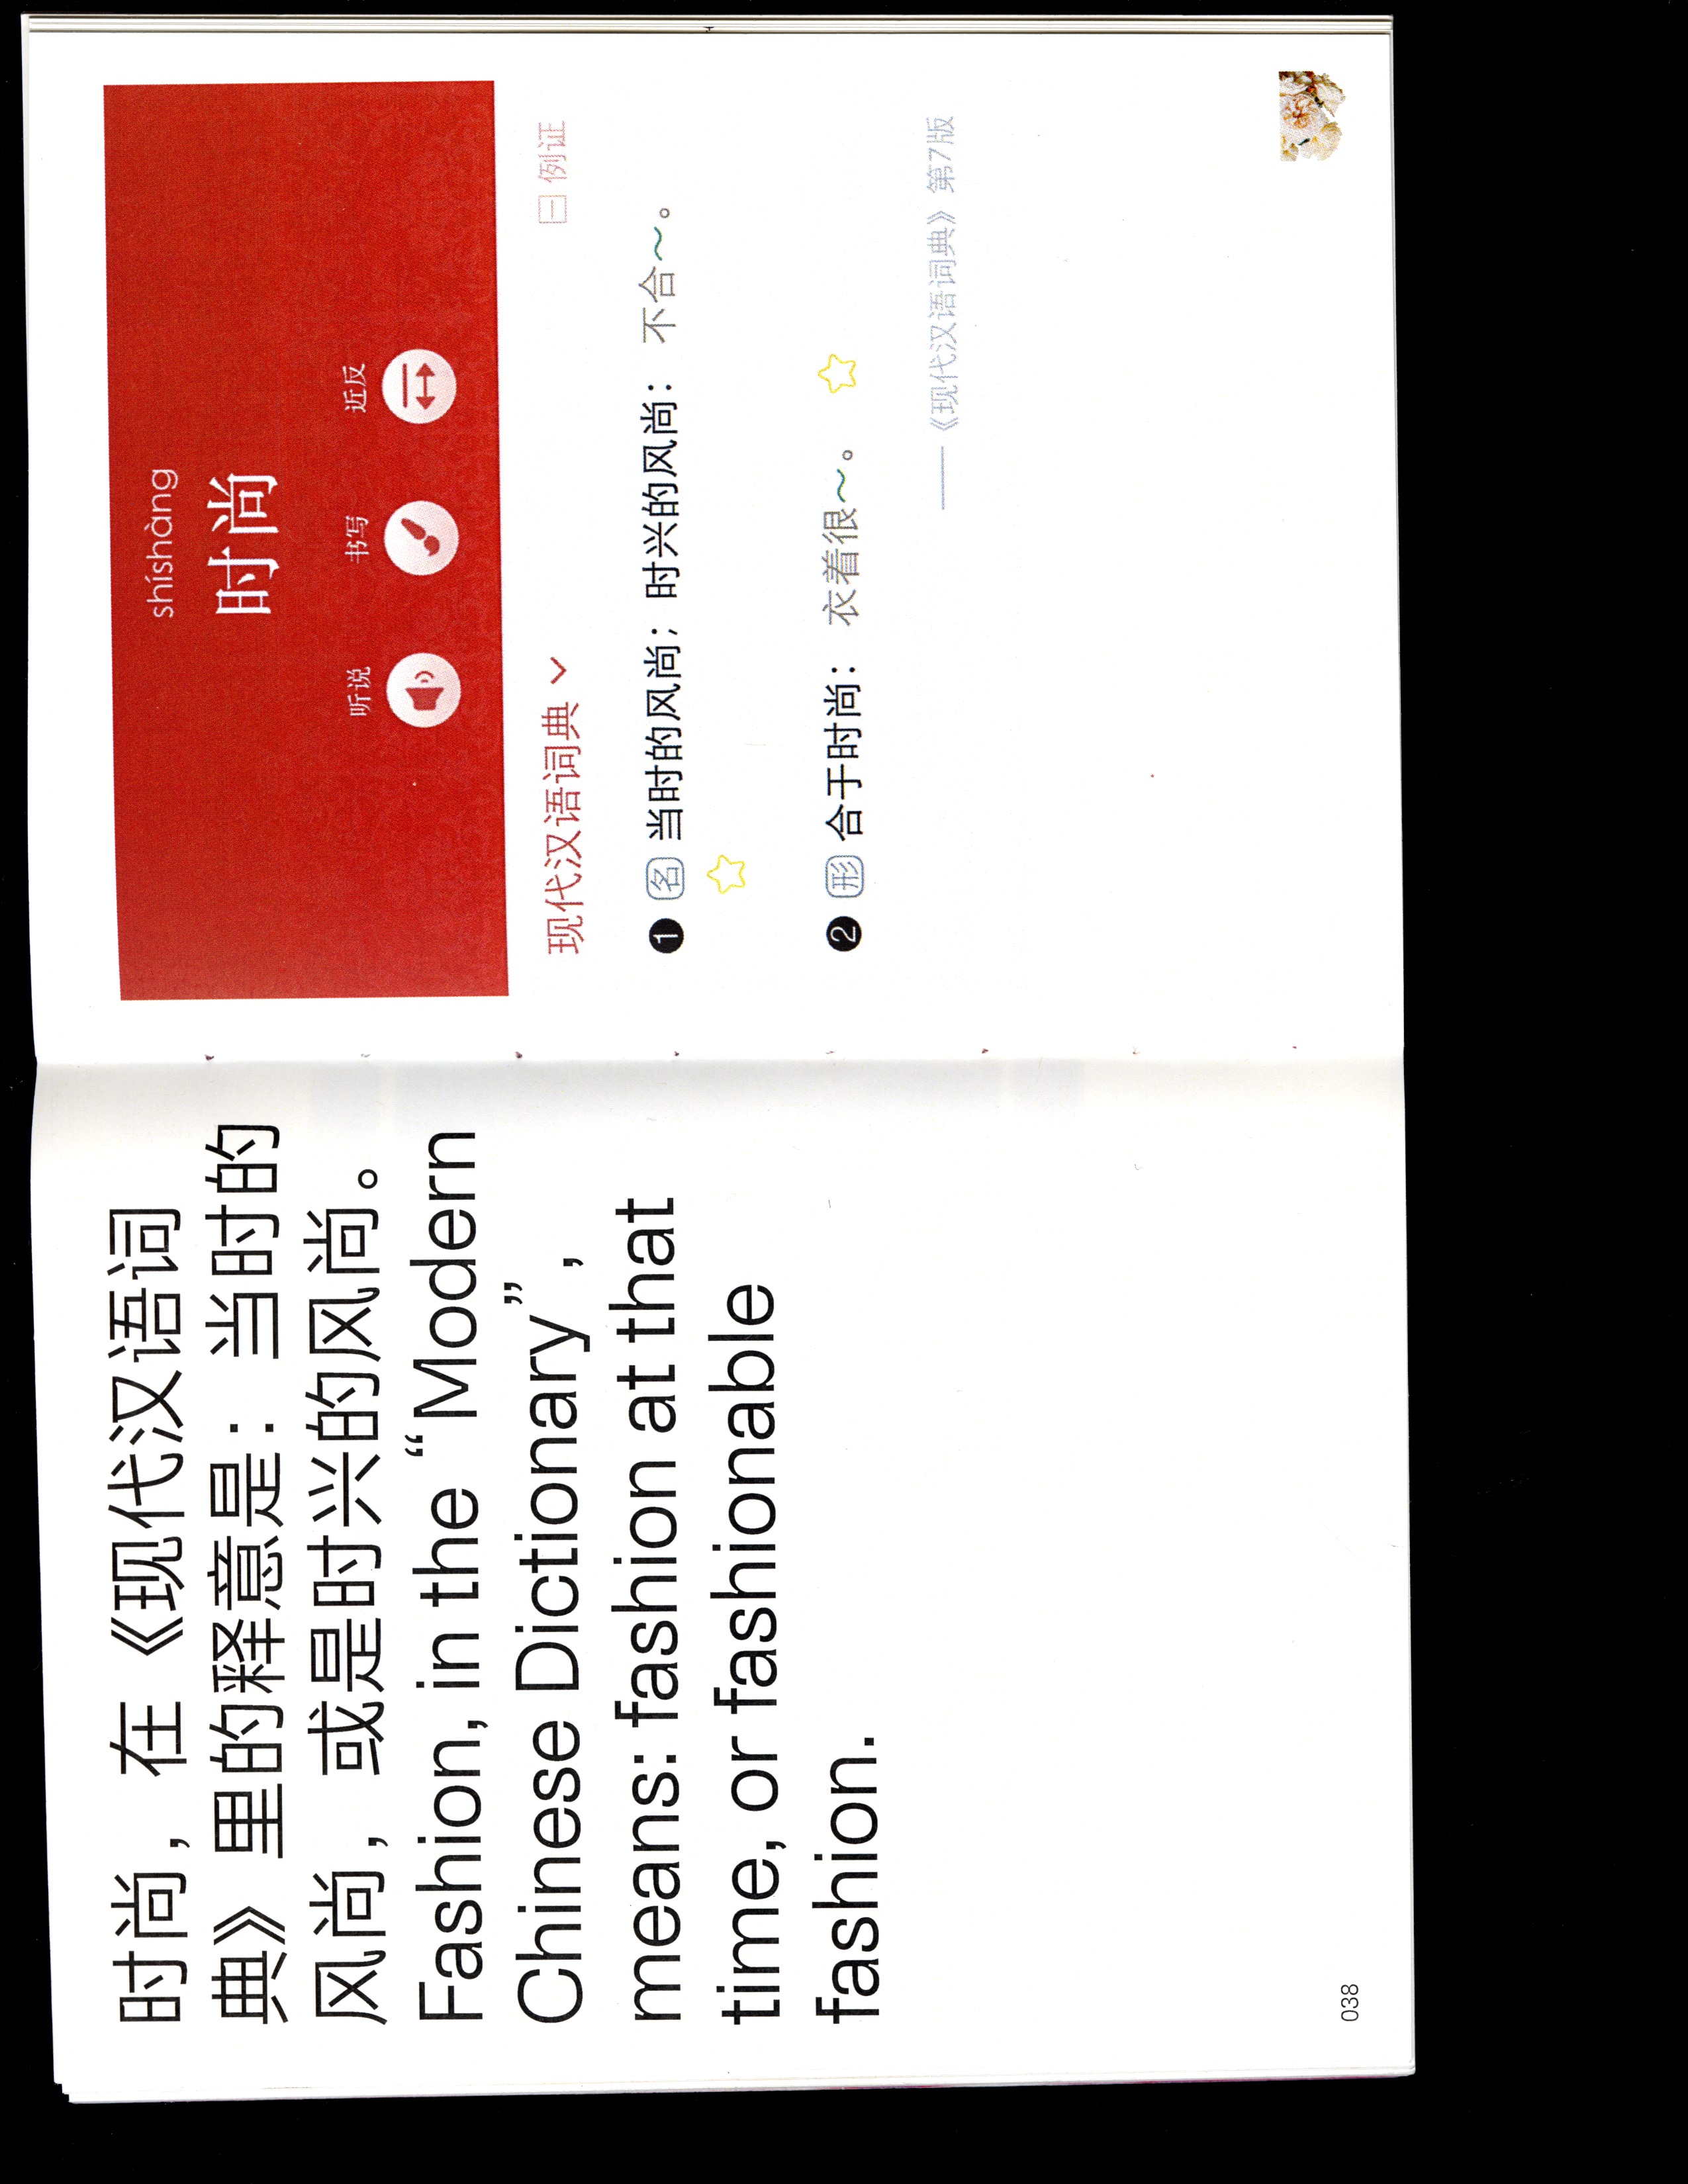 时尚，在《现代汉语词
典》里的释意是：当时的
风尚，或是时兴的风尚。
Fashion, in the “Modern
Chinese Dictionary”,
means: fashion at that
time, or fashionable
fashion.
038
shíshàng
时尚
听说 书写 近反
现代汉语词典
例证
❶ 名 当时的风尚；时兴的风尚： 不合～。
❷ 形 合于时尚： 衣着很～。
——《现代汉语词典》第7版